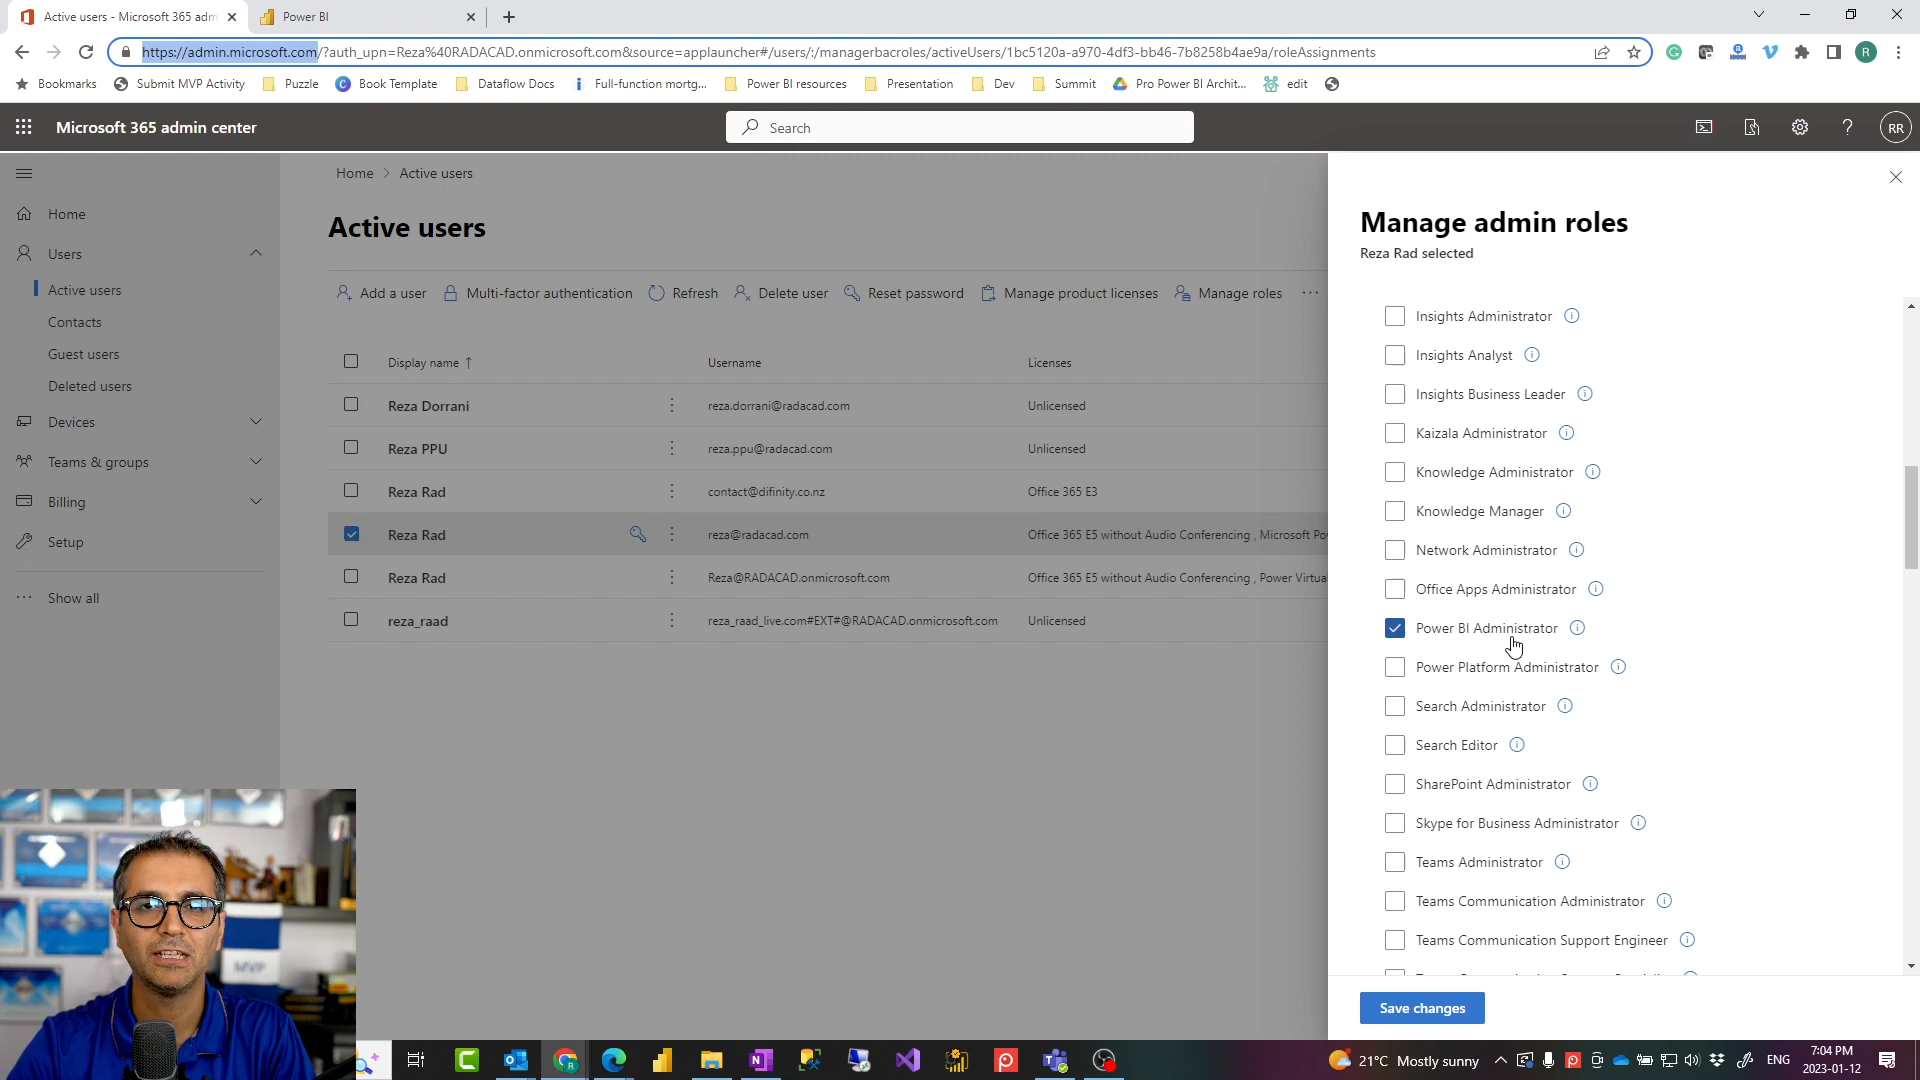 Active users - Microsoft 365 adm
Power BI
https://admin.microsoft.com/?auth_upn=Reza%40RADACAD.onmicrosoft.com&source=applauncher#/users/:/managerbacroles/activeUsers/1bc5120a-a970-4df3-bb46-7b8258b4ae9a/roleAssignments
R
Bookmarks Submit MVP Activity Puzzle Book Template Dataflow Docs Full-function mortg... Power BI resources Presentation Dev Summit Pro Power BI Archit... edit
Microsoft 365 admin center
Search
RR
Home > Active users
Home
Users
Active users
Contacts
Guest users
Deleted users
Devices
Teams & groups
Billing
Setup
Show all
Active users
Add a user Multi-factor authentication Refresh Delete user Reset password Manage product licenses Manage roles
Display name ↑ Username Licenses
Reza Dorrani reza.dorrani@radacad.com Unlicensed
Reza PPU reza.ppu@radacad.com Unlicensed
Reza Rad contact@difinity.co.nz Office 365 E3
Reza Rad reza@radacad.com Office 365 E5 without Audio Conferencing , Microsoft Po
Reza Rad Reza@RADACAD.onmicrosoft.com Office 365 E5 without Audio Conferencing , Power Virtua
reza_raad reza_raad_live.com#EXT#@RADACAD.onmicrosoft.com Unlicensed
Manage admin roles
Reza Rad selected
Insights Administrator
Insights Analyst
Insights Business Leader
Kaizala Administrator
Knowledge Administrator
Knowledge Manager
Network Administrator
Office Apps Administrator
Power BI Administrator
Power Platform Administrator
Search Administrator
Search Editor
SharePoint Administrator
Skype for Business Administrator
Teams Administrator
Teams Communication Administrator
Teams Communication Support Engineer
Save changes
MVP
21°C Mostly sunny
ENG
7:04 PM
2023-01-12